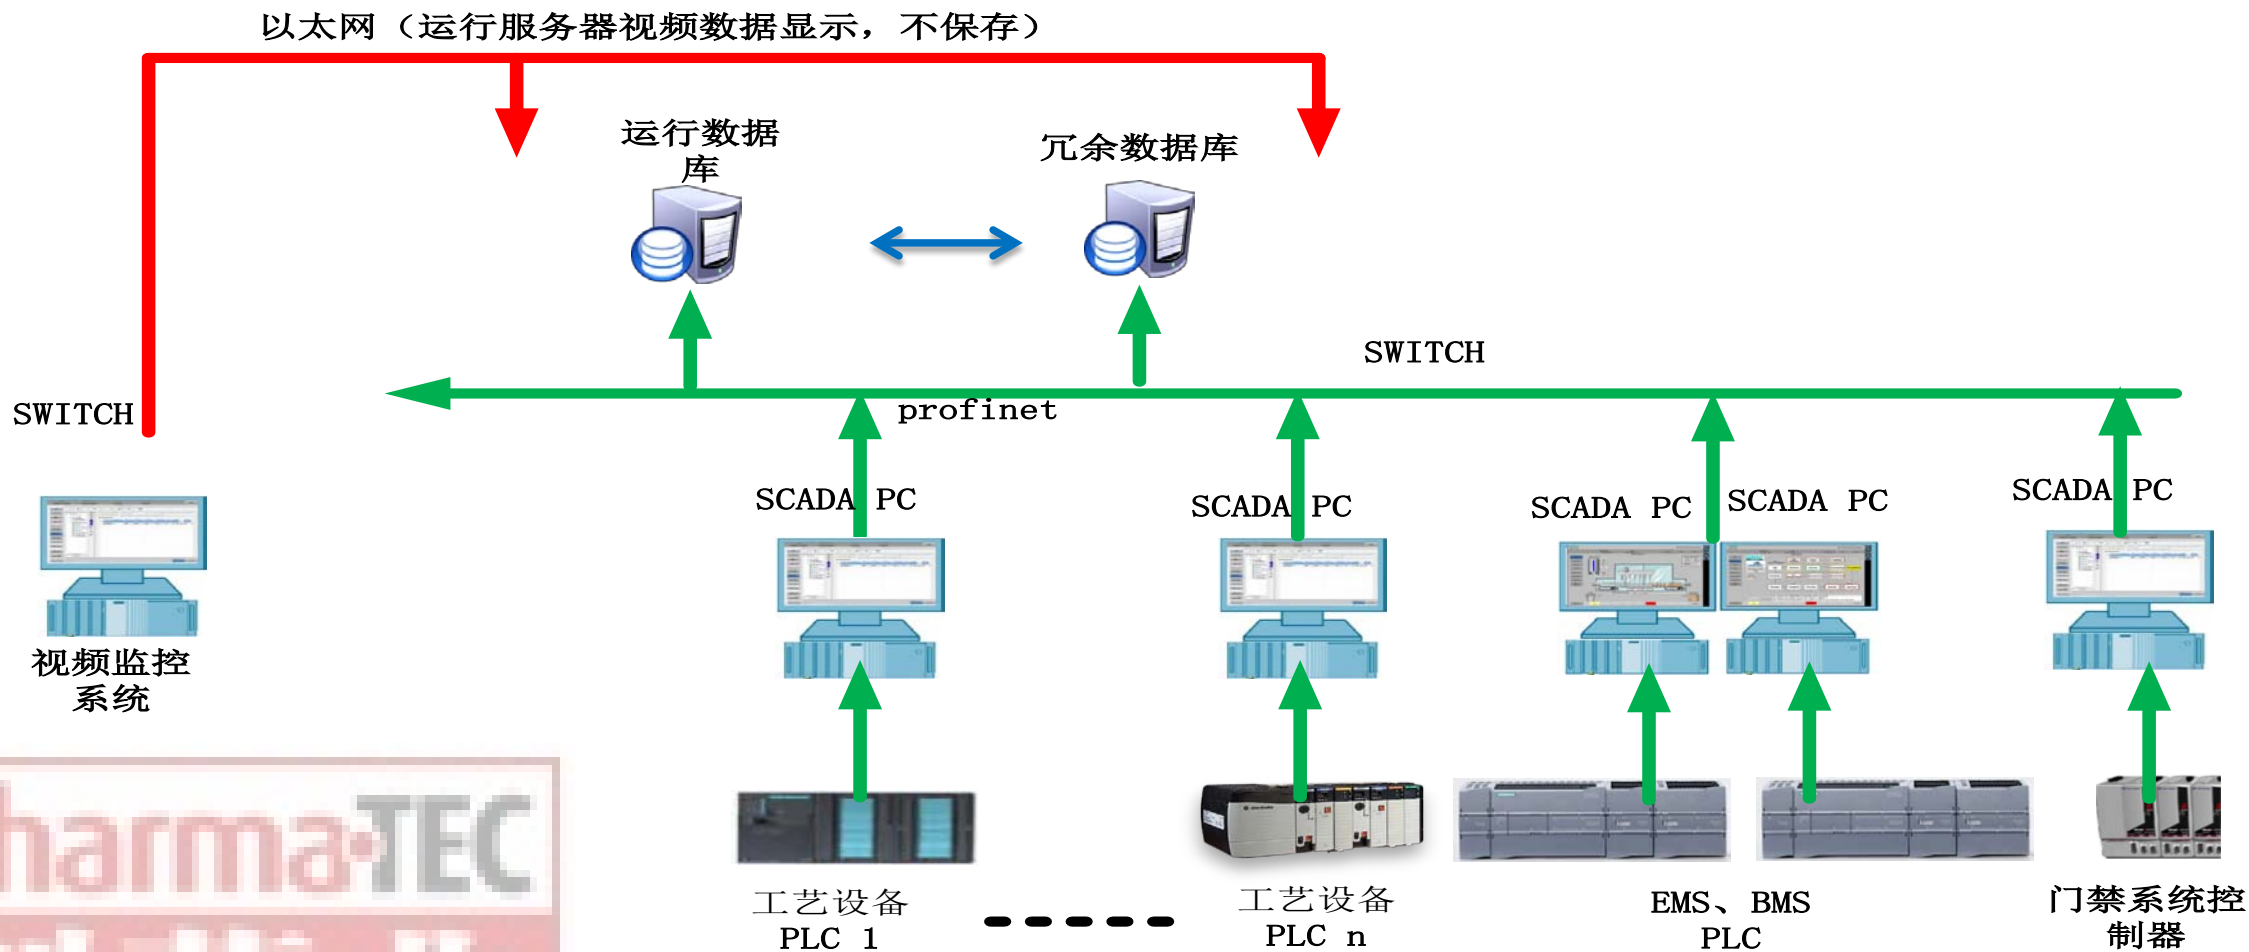 以太网（运行服务器视频数据显示，不保存）
运行数据
库
冗余数据库
SWITCH
SWITCH
profinet
SCADA PC
SCADA PC
SCADA PC
SCADA PC
SCADA PC
视频监控
系统
harma·TEC
工艺设备
PLC 1
工艺设备
PLC n
EMS、BMS
PLC
门禁系统控
制器